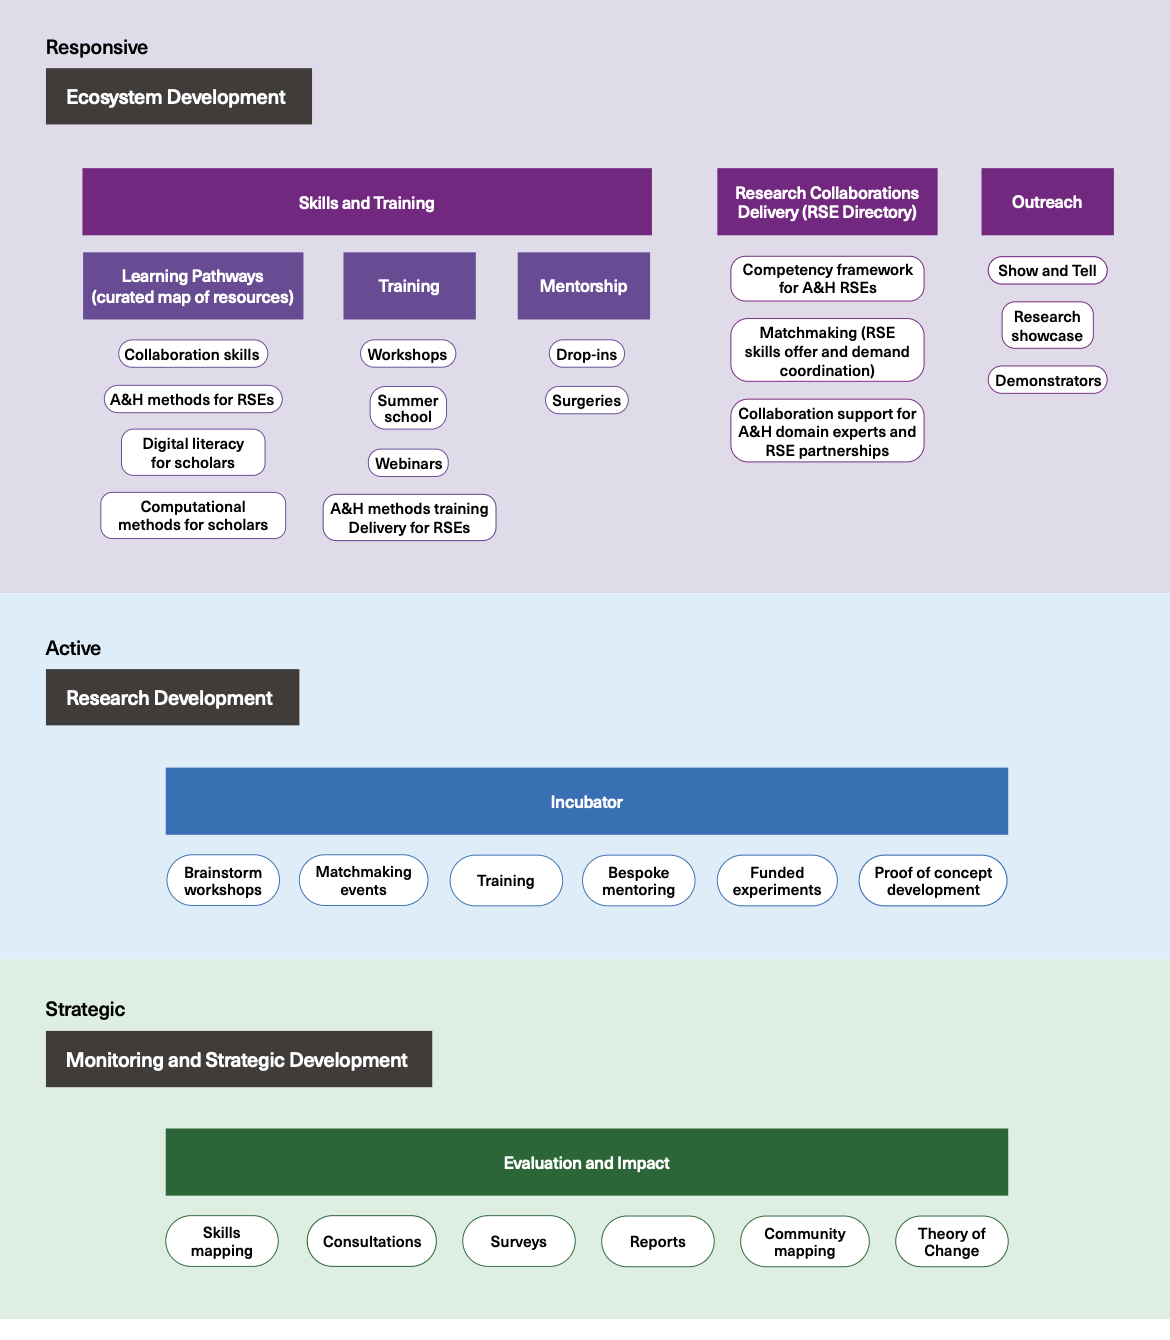 Responsive
Ecosystem Development
Skills and Training
Learning Pathways
(curated map of resources)
Collaboration skills
A&H methods for RSEs
Digital literacy
for scholars
Computational
methods for scholars
Training
Workshops
Summer
school
Webinars
A&H methods training
Delivery for RSEs
Mentorship
Drop-ins
Surgeries
Research Collaborations
Delivery (RSE Directory)
Competency framework
for A&H RSEs
Matchmaking (RSE
skills offer and demand
coordination)
Collaboration support for
A&H domain experts and
RSE partnerships
Outreach
Show and Tell
Research
showcase
Demonstrators
Active
Research Development
Incubator
Brainstorm
workshops
Matchmaking
events
Training
Bespoke
mentoring
Funded
experiments
Proof of concept
development
Strategic
Monitoring and Strategic Development
Evaluation and Impact
Skills
mapping
Consultations
Surveys
Reports
Community
mapping
Theory of
Change